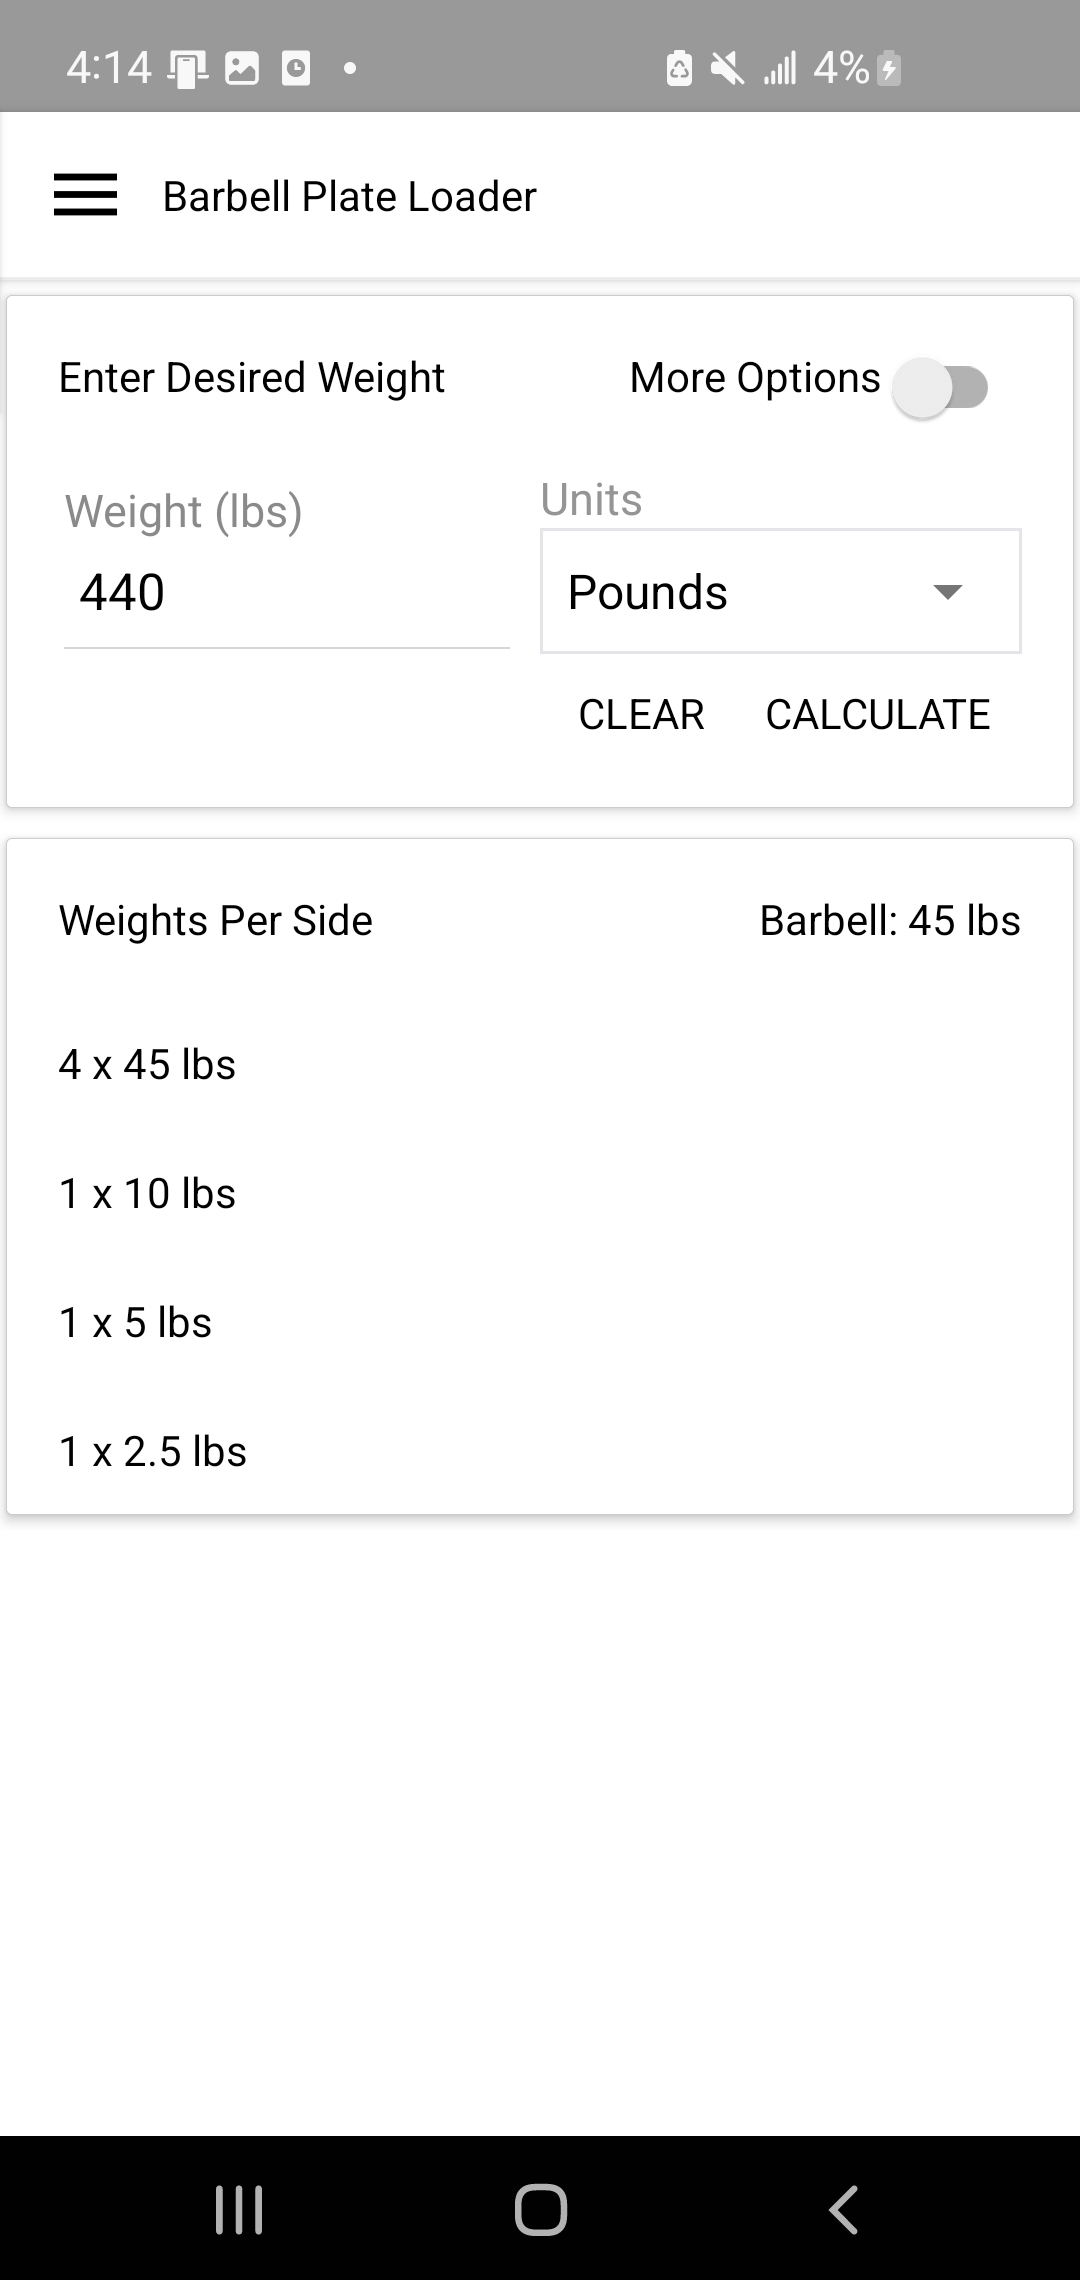 4:14 4%
Barbell Plate Loader
Enter Desired Weight More Options
Weight (lbs) Units
440 Pounds
CLEAR CALCULATE
Weights Per Side Barbell: 45 lbs
4 x 45 lbs
1 x 10 lbs
1 x 5 lbs
1 x 2.5 lbs